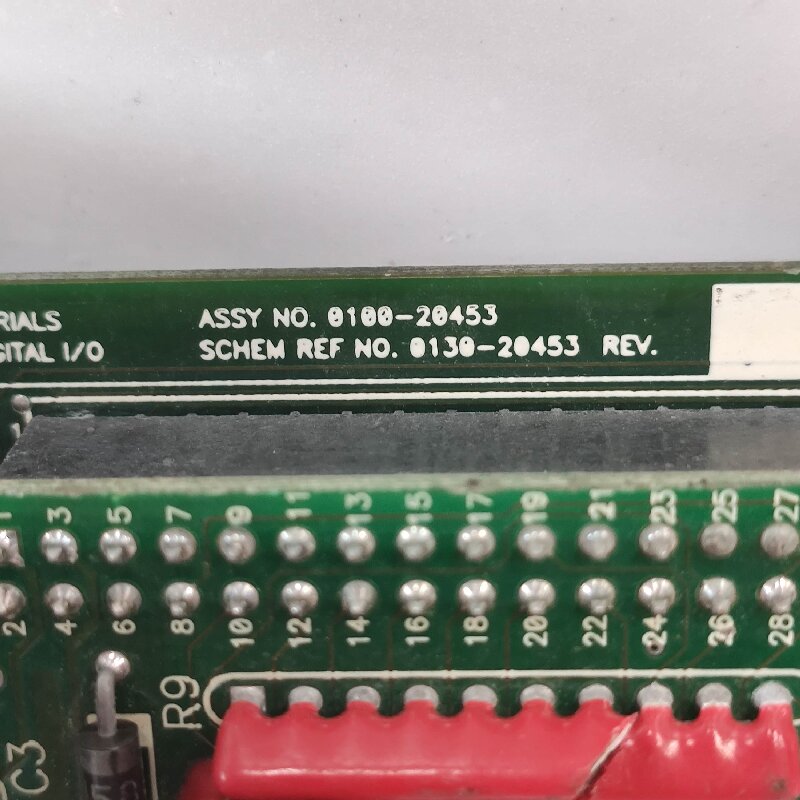 RIALS ASSY NO. 0100-20453
GITAL I/O SCHEM REF NO. 0130-20453 REV.
1 3 5 7 9 11 13 15 17 19 21 23 25 27
2 4 6 8 10 12 14 16 18 20 22 24 26 28
R9
C3